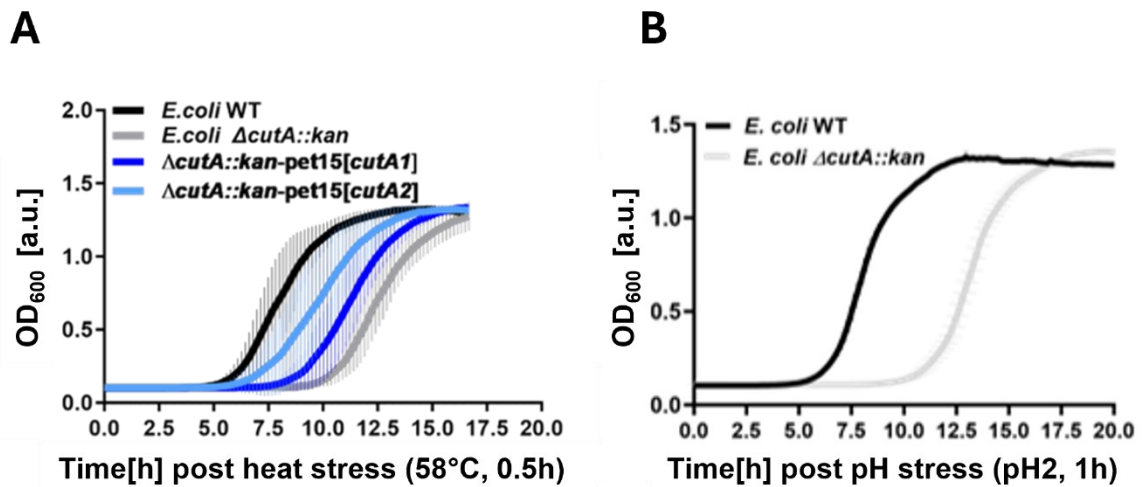 A
E.coli WT
E.coli ΔcutA::kan
ΔcutA::kan-pet15[cutA1]
ΔcutA::kan-pet15[cutA2]
OD600 [a.u.]
2.0
1.5
1.0
0.5
0.0
0.0 2.5 5.0 7.5 10.0 12.5 15.0 17.5 20.0
Time[h] post heat stress (58°C, 0.5h)
B
E. coli WT
E. coli ΔcutA::kan
OD600 [a.u.]
1.5
1.0
0.5
0.0
0.0 2.5 5.0 7.5 10.0 12.5 15.0 17.5 20.0
Time[h] post pH stress (pH2, 1h)